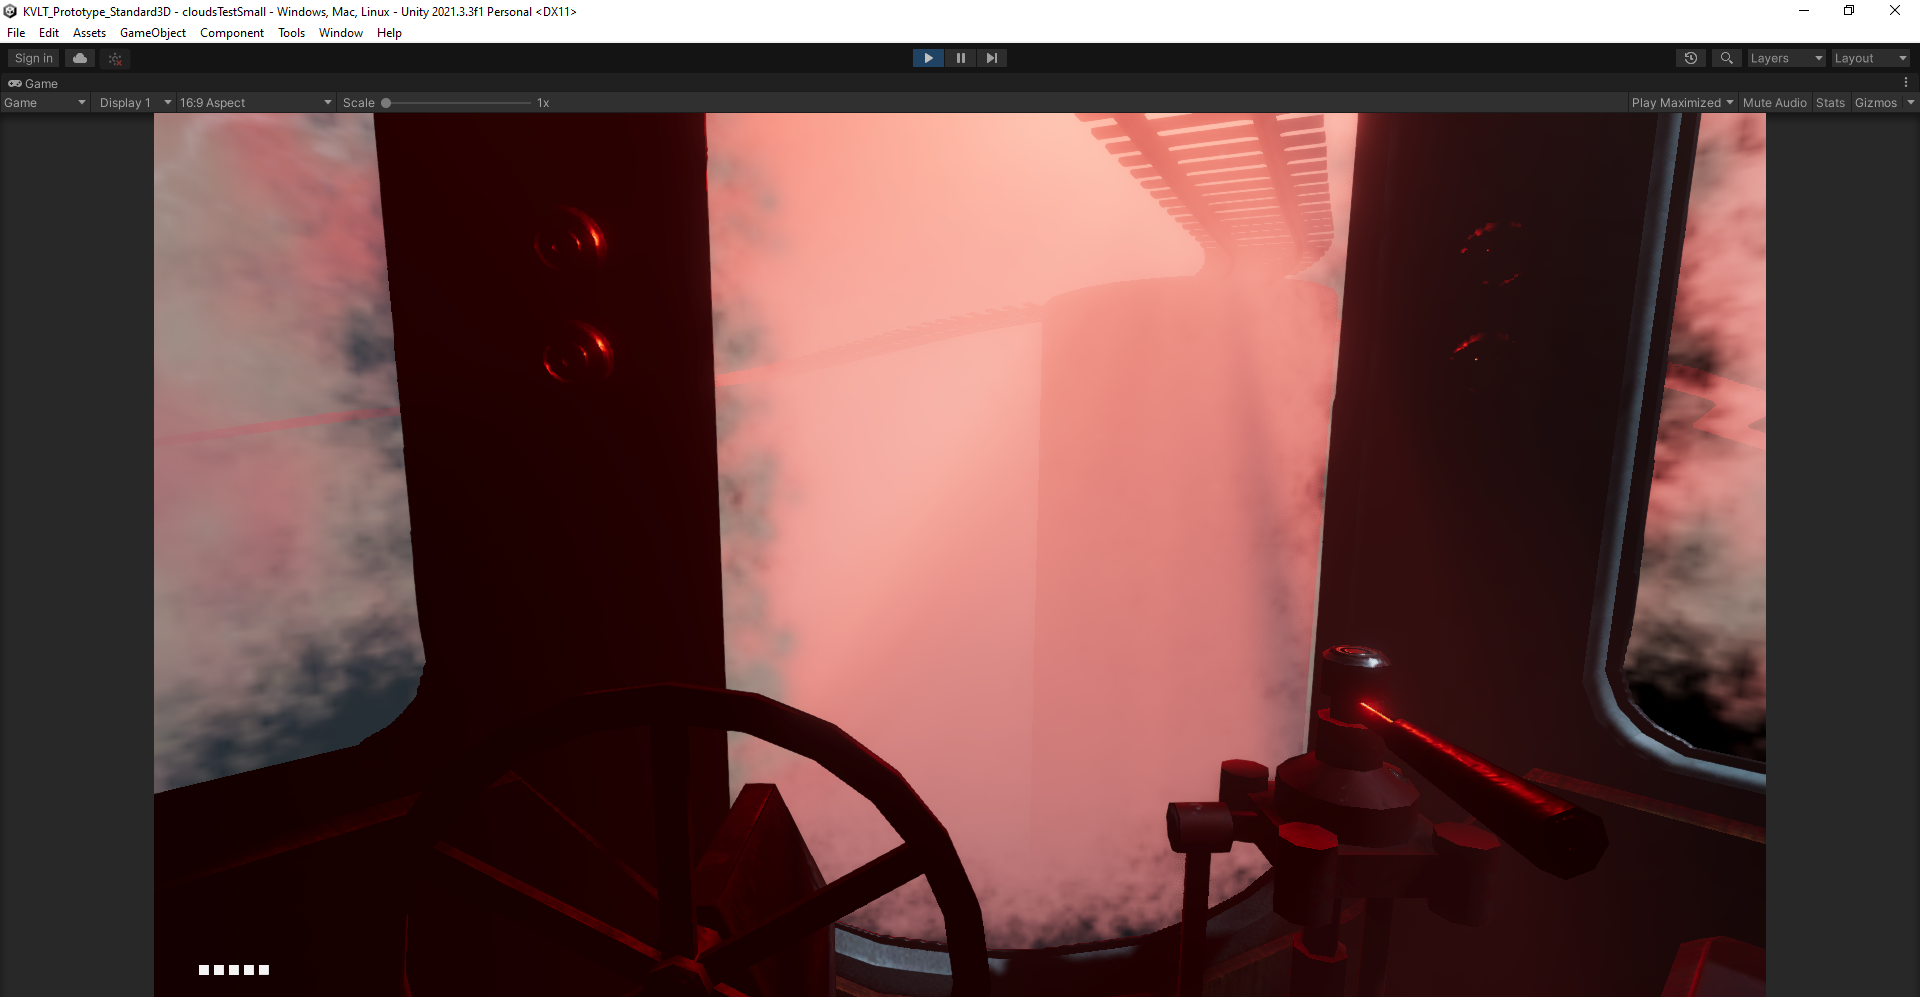 KVLT_Prototype_Standard3D - cloudsTestSmall - Windows, Mac, Linux - Unity 2021.3.3f1 Personal <DX11>
File Edit Assets GameObject Component Tools Window Help
Sign in Layers Layout
Game
Game Display 1 16:9 Aspect Scale 1x Play Maximized Mute Audio Stats Gizmos